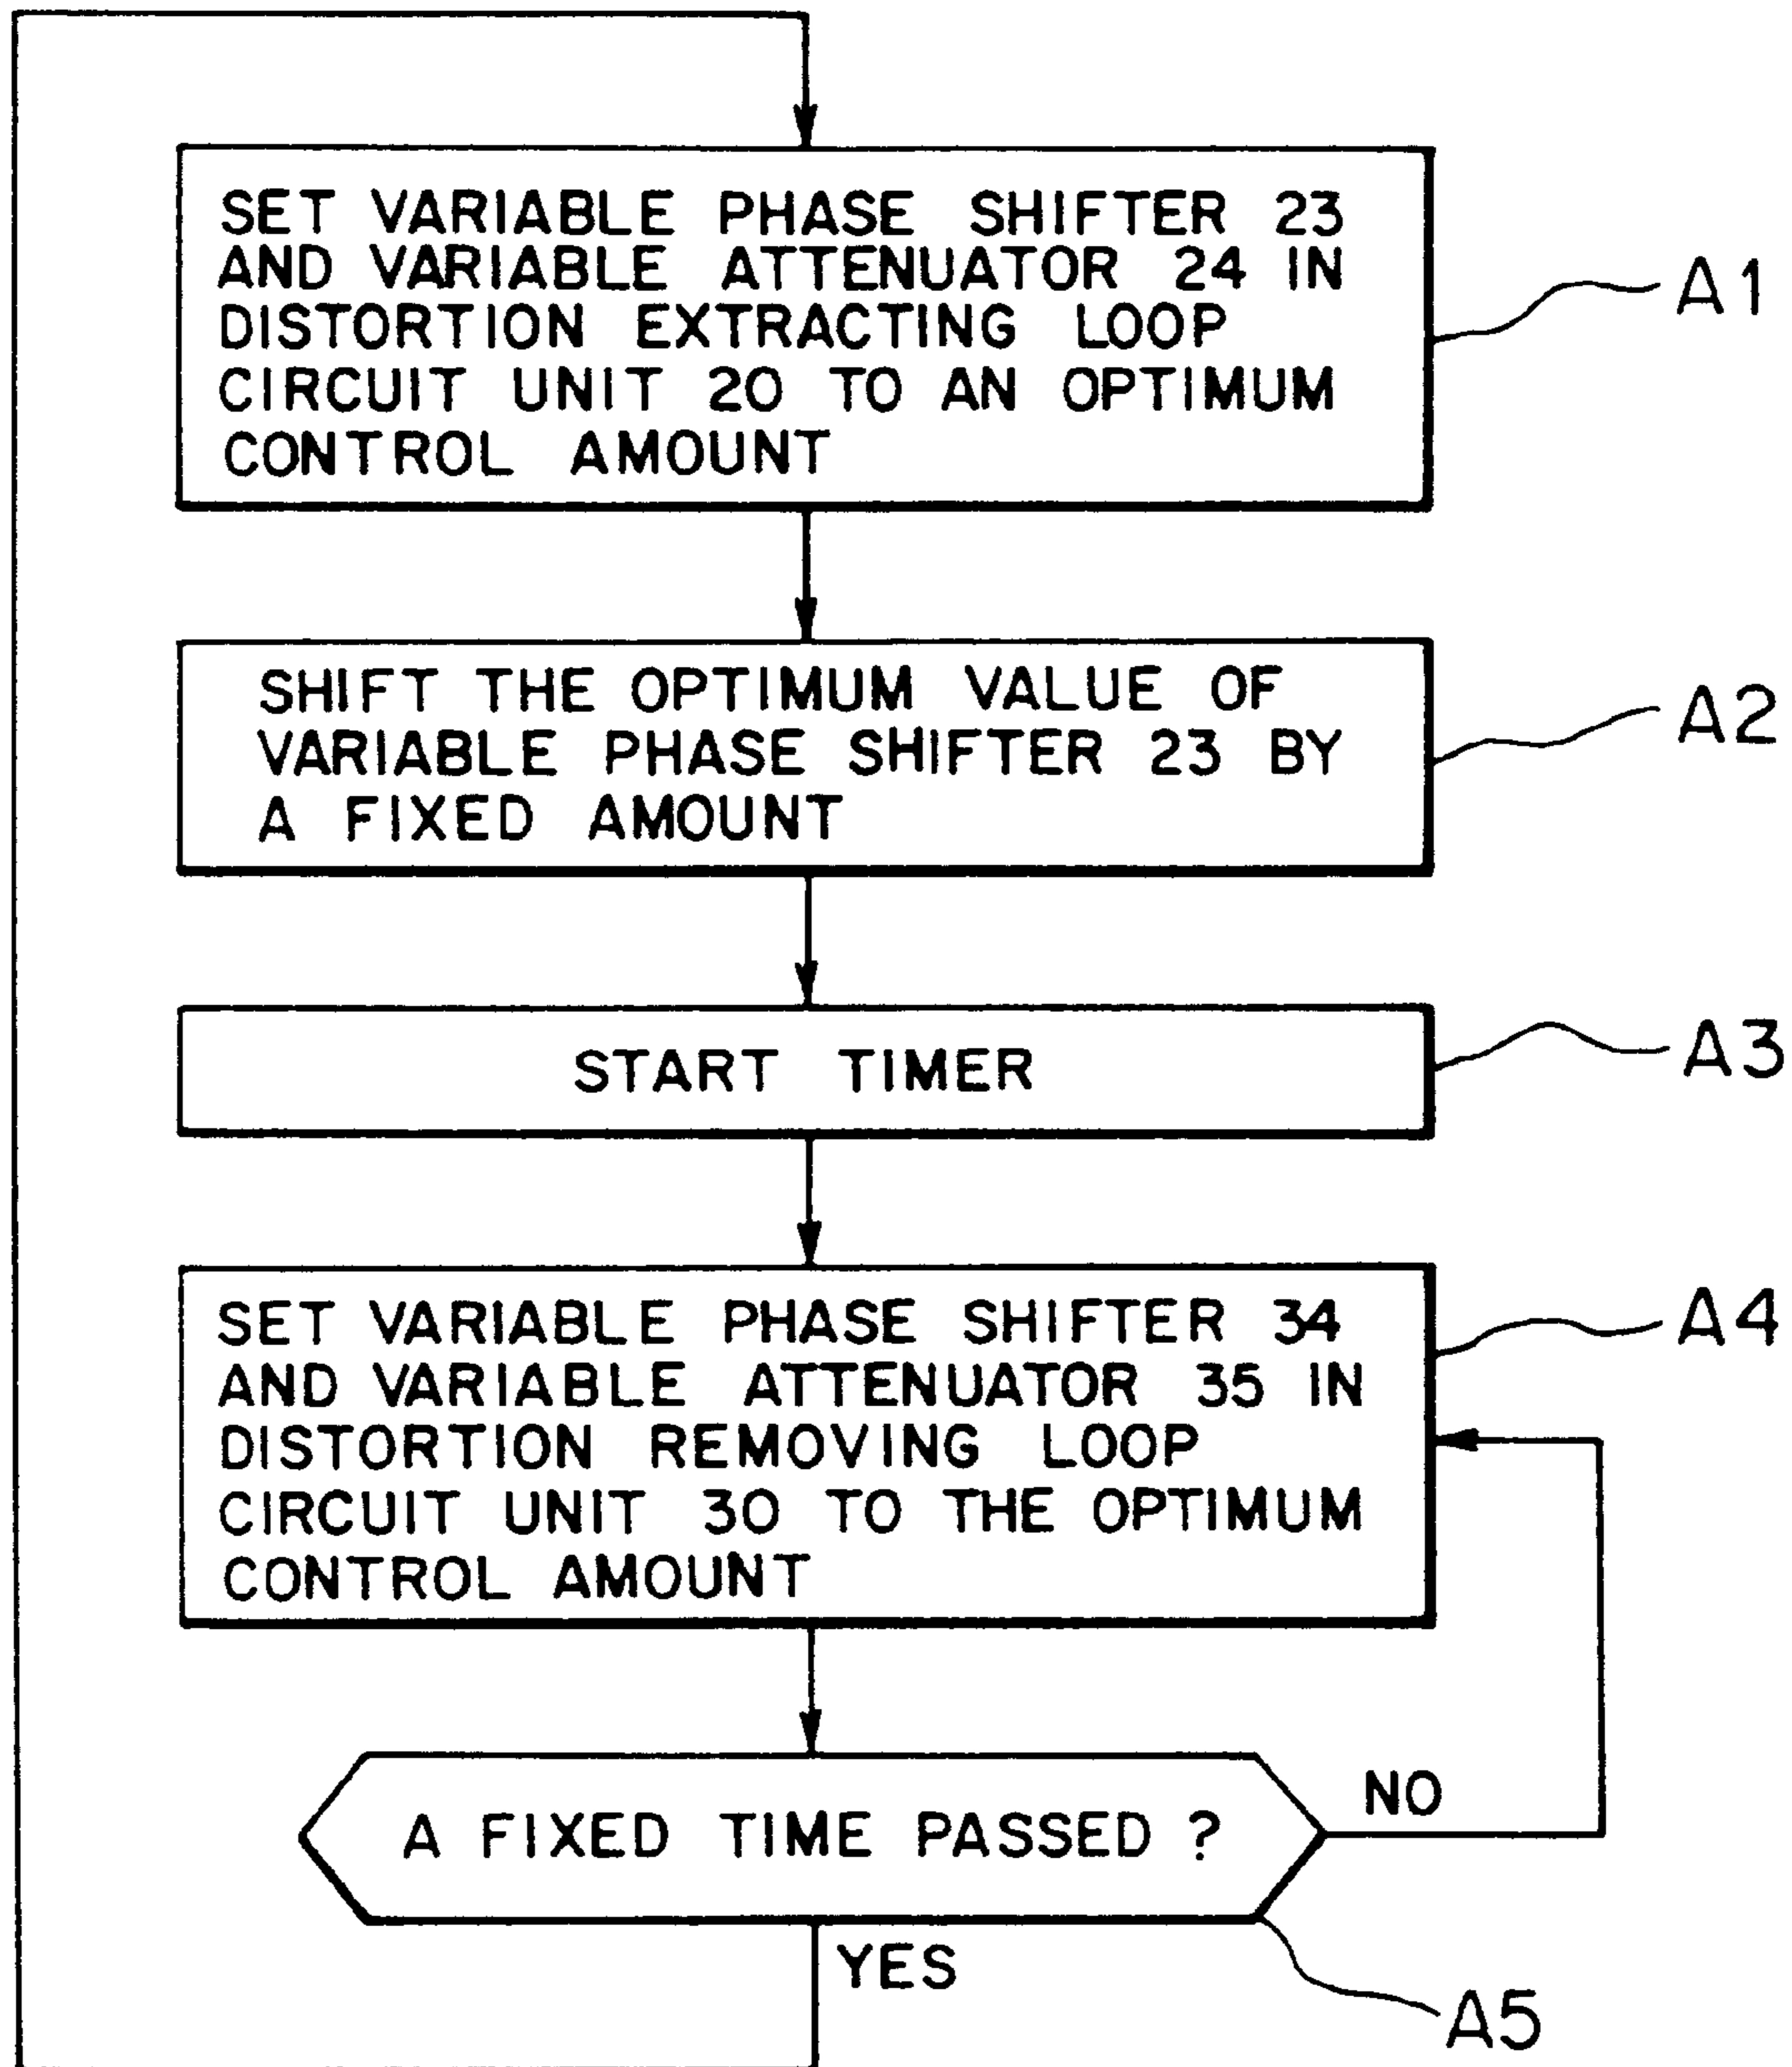 SET VARIABLE PHASE SHIFTER 23
AND VARIABLE ATTENUATOR 24 IN
DISTORTION EXTRACTING LOOP
CIRCUIT UNIT 20 TO AN OPTIMUM
CONTROL AMOUNT
A1
SHIFT THE OPTIMUM VALUE OF
VARIABLE PHASE SHIFTER 23 BY
A FIXED AMOUNT
A2
START TIMER
A3
SET VARIABLE PHASE SHIFTER 34
AND VARIABLE ATTENUATOR 35 IN
DISTORTION REMOVING LOOP
CIRCUIT UNIT 30 TO THE OPTIMUM
CONTROL AMOUNT
A4
A FIXED TIME PASSED ?
NO
YES
A5